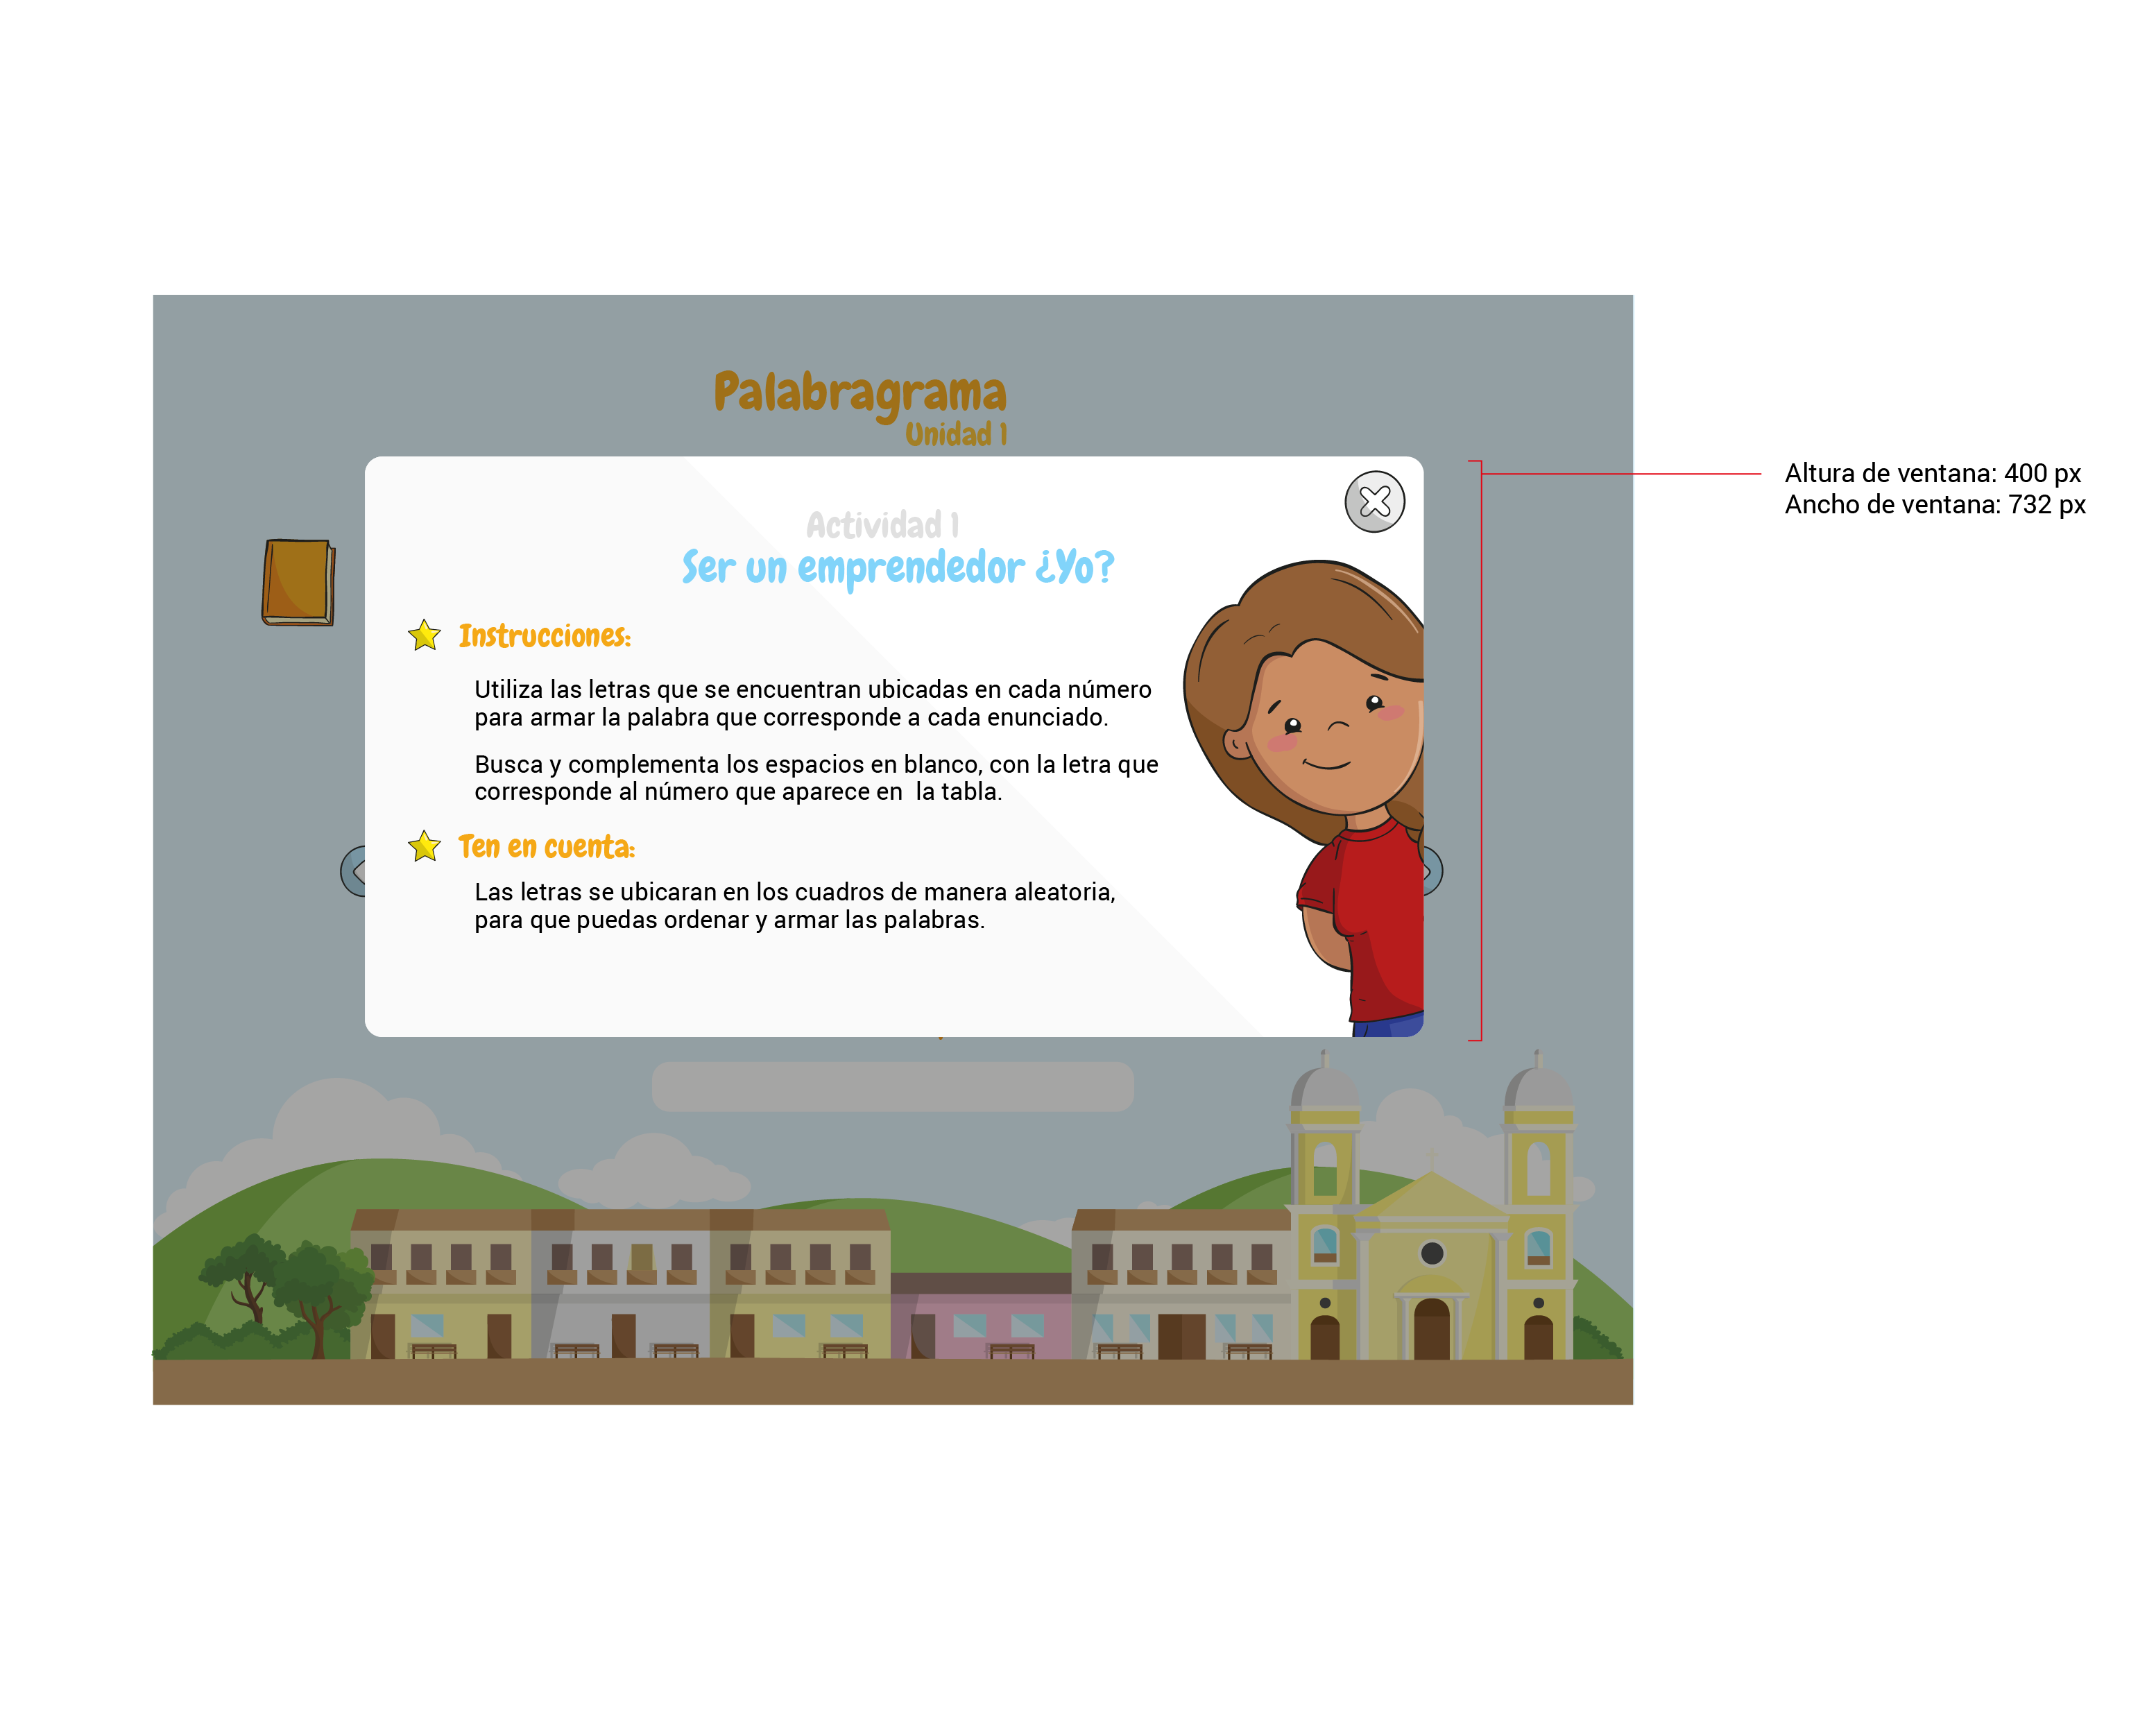 Palabragrama
Unidad 1
Actividad 1
Ser un emprendedor ¿Yo?
Instrucciones:
Utiliza las letras que se encuentran ubicadas en cada número
para armar la palabra que corresponde a cada enunciado.
Busca y complementa los espacios en blanco, con la letra que
corresponde al número que aparece en  la tabla.
Ten en cuenta:
Las letras se ubicaran en los cuadros de manera aleatoria,
para que puedas ordenar y armar las palabras.
Altura de ventana: 400 px
Ancho de ventana: 732 px